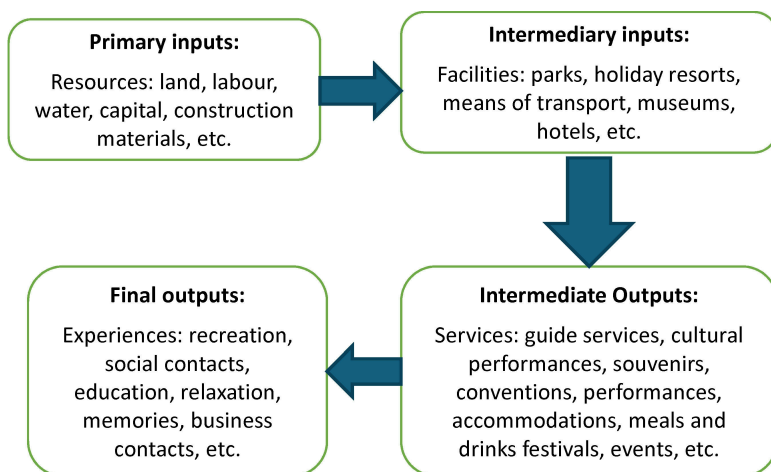 Primary inputs:
Resources: land, labour,
water, capital, construction
materials, etc.
Intermediary inputs:
Facilities: parks, holiday resorts,
means of transport, museums,
hotels, etc.
Intermediate Outputs:
Services: guide services, cultural
performances, souvenirs,
conventions, performances,
accommodations, meals and
drinks festivals, events, etc.
Final outputs:
Experiences: recreation,
social contacts,
education, relaxation,
memories, business
contacts, etc.